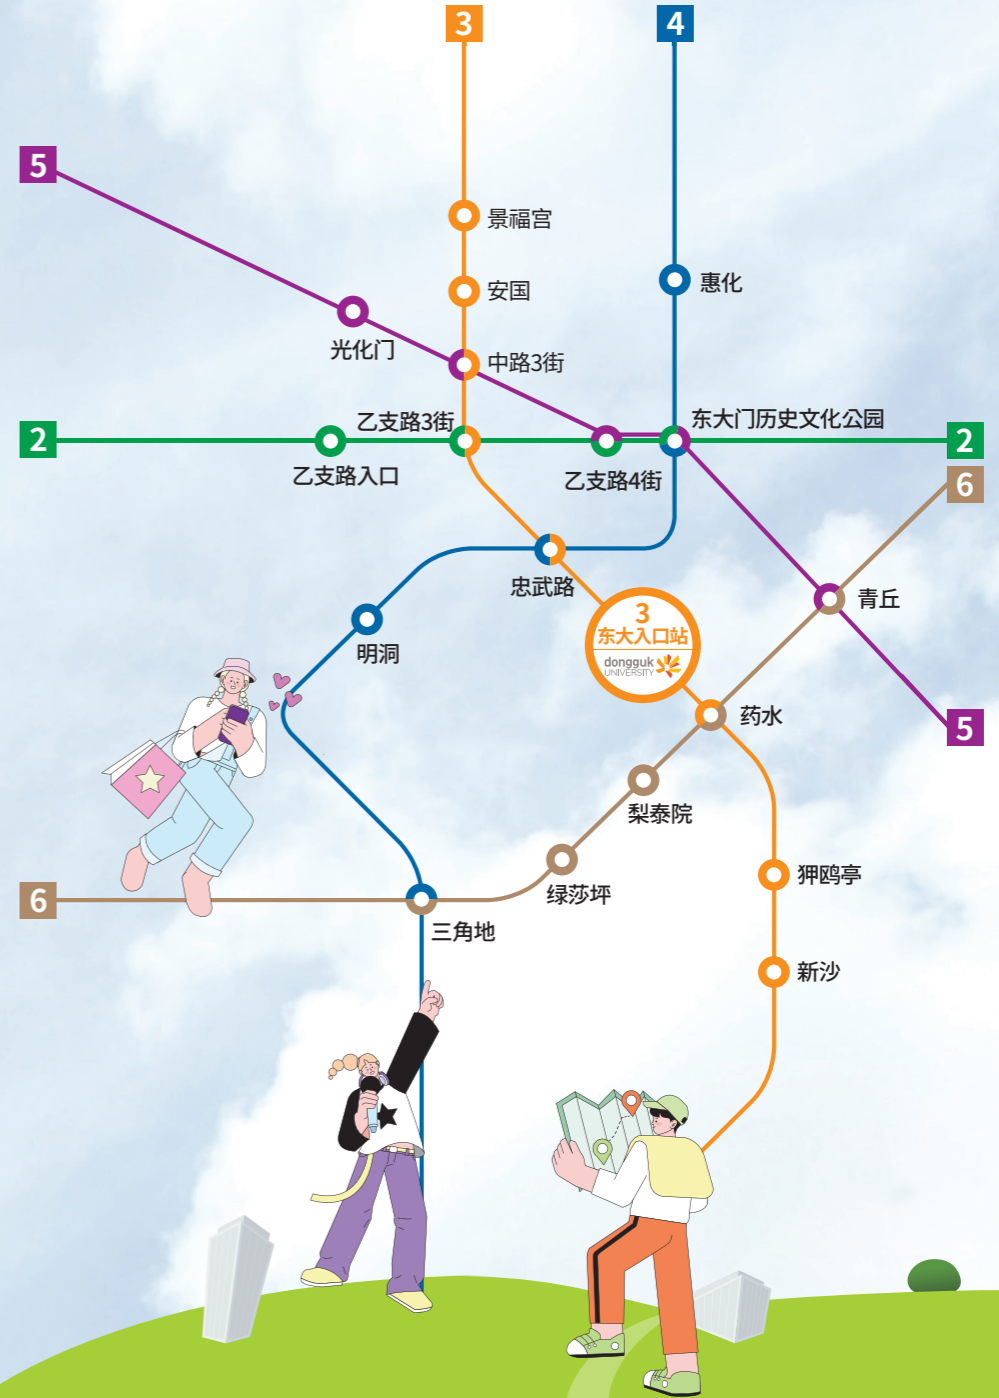 3
4
5
景福宫
惠化
安国
光化门
中路3街
乙支路3街
东大门历史文化公园
2
2
乙支路入口
乙支路4街
6
忠武路
青丘
3
东大入口站
dongguk
UNIVERSITY
明洞
药水
5
梨泰院
狎鸥亭
绿莎坪
6
三角地
新沙